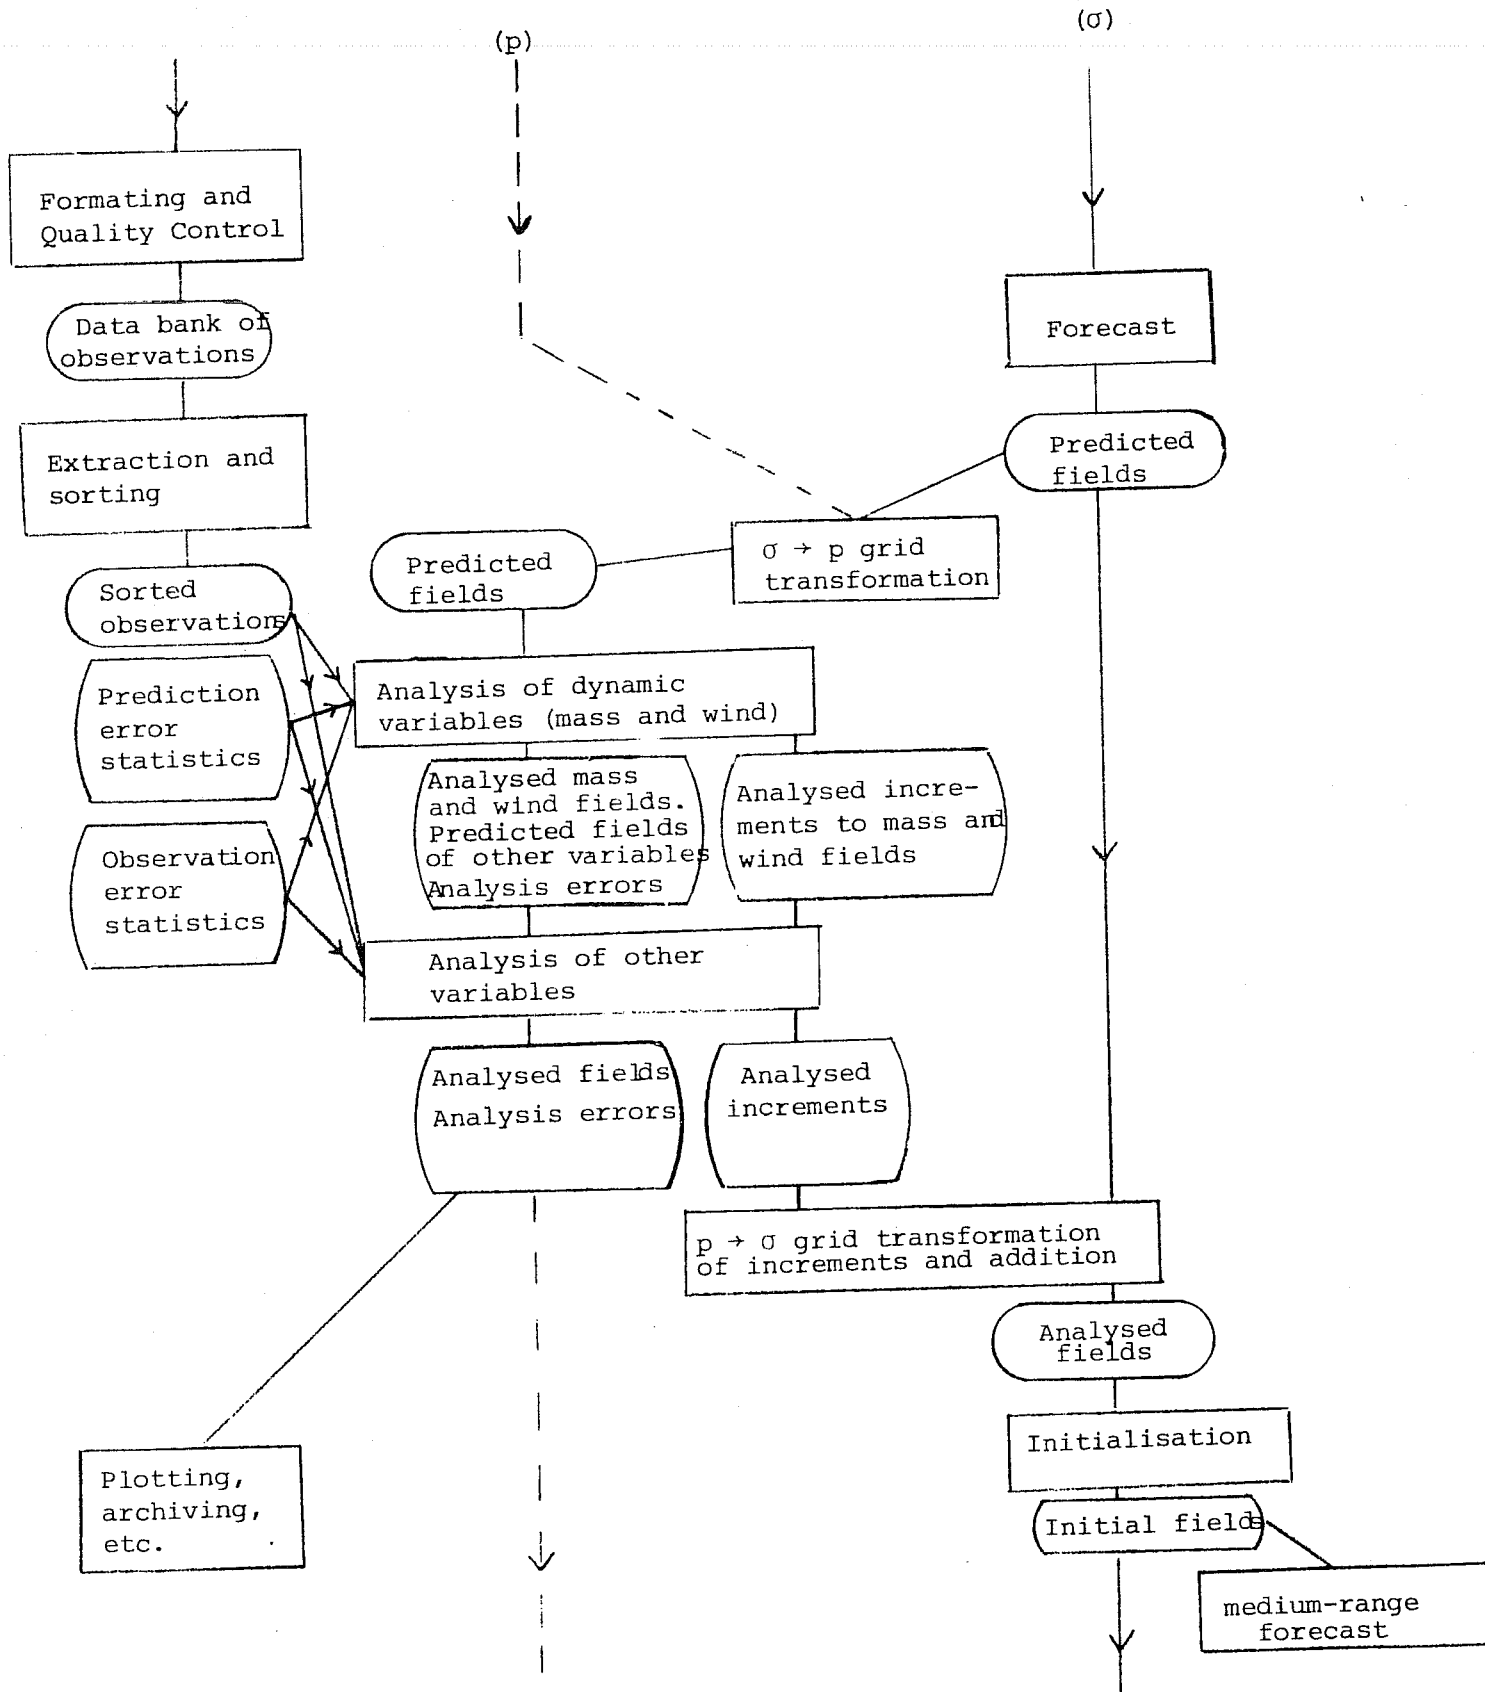 (p)
(σ)
Formating and
Quality Control
Data bank of
observations
Extraction and
sorting
Sorted
observations
Prediction
error
statistics
Observation
error
statistics
Forecast
Predicted
fields
σ → p grid
transformation
Predicted
fields
Analysis of dynamic
variables (mass and wind)
Analysed mass
and wind fields.
Predicted fields
of other variables
Analysis errors
Analysed incre-
ments to mass and
wind fields
Analysis of other
variables
Analysed fields
Analysis errors
Analysed
increments
p → σ grid transformation
of increments and addition
Analysed
fields
Initialisation
Initial fields
medium-range
forecast
Plotting,
archiving,
etc.